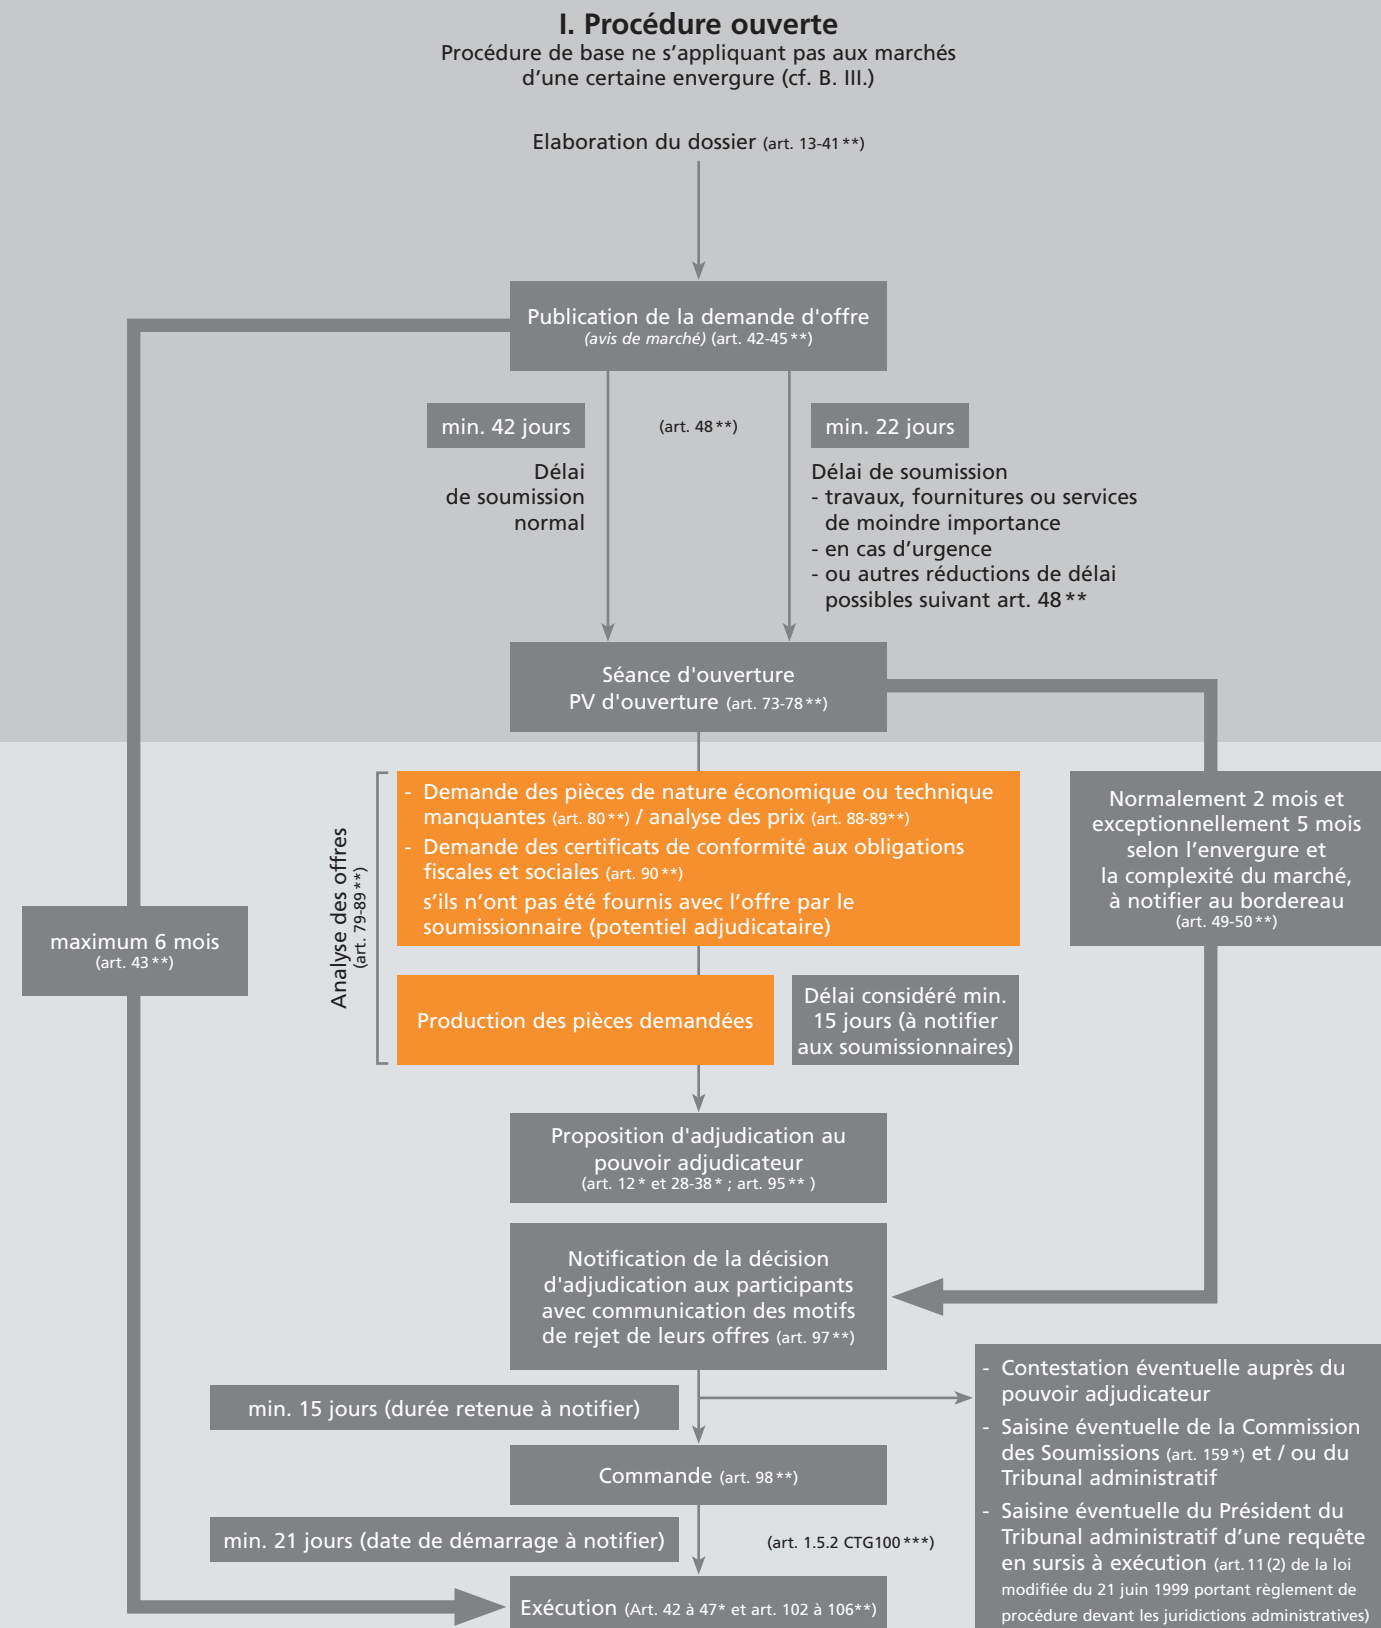 I. Procédure ouverte
Procédure de base ne s’appliquant pas aux marchés
d’une certaine envergure (cf. B. III.)
Elaboration du dossier (art. 13-41**)
Publication de la demande d'offre
(avis de marché) (art. 42-45**)
min. 42 jours
(art. 48**)
min. 22 jours
Délai
de soumission
normal
Délai de soumission
- travaux, fournitures ou services
de moindre importance
- en cas d’urgence
- ou autres réductions de délai
possibles suivant art. 48**
Séance d'ouverture
PV d'ouverture (art. 73-78**)
Analyse des offres
(art. 79-89**)
- Demande des pièces de nature économique ou technique
manquantes (art. 80**) / analyse des prix (art. 88-89**)
- Demande des certificats de conformité aux obligations
fiscales et sociales (art. 90**)
s’ils n’ont pas été fournis avec l’offre par le
soumissionnaire (potentiel adjudicataire)
Normalement 2 mois et
exceptionnellement 5 mois
selon l’envergure et
la complexité du marché,
à notifier au bordereau
(art. 49-50**)
maximum 6 mois
(art. 43**)
Production des pièces demandées
Délai considéré min.
15 jours (à notifier
aux soumissionnaires)
Proposition d'adjudication au
pouvoir adjudicateur
(art. 12* et 28-38* ; art. 95** )
Notification de la décision
d'adjudication aux participants
avec communication des motifs
de rejet de leurs offres (art. 97**)
min. 15 jours (durée retenue à notifier)
- Contestation éventuelle auprès du
pouvoir adjudicateur
- Saisine éventuelle de la Commission
des Soumissions (art. 159*) et / ou du
Tribunal administratif
- Saisine éventuelle du Président du
Tribunal administratif d’une requête
en sursis à exécution (art.11(2) de la loi
modifiée du 21 juin 1999 portant règlement de
procédure devant les juridictions administratives)
Commande (art. 98**)
min. 21 jours (date de démarrage à notifier)
(art. 1.5.2 CTG100***)
Exécution (Art. 42 à 47* et art. 102 à 106**)